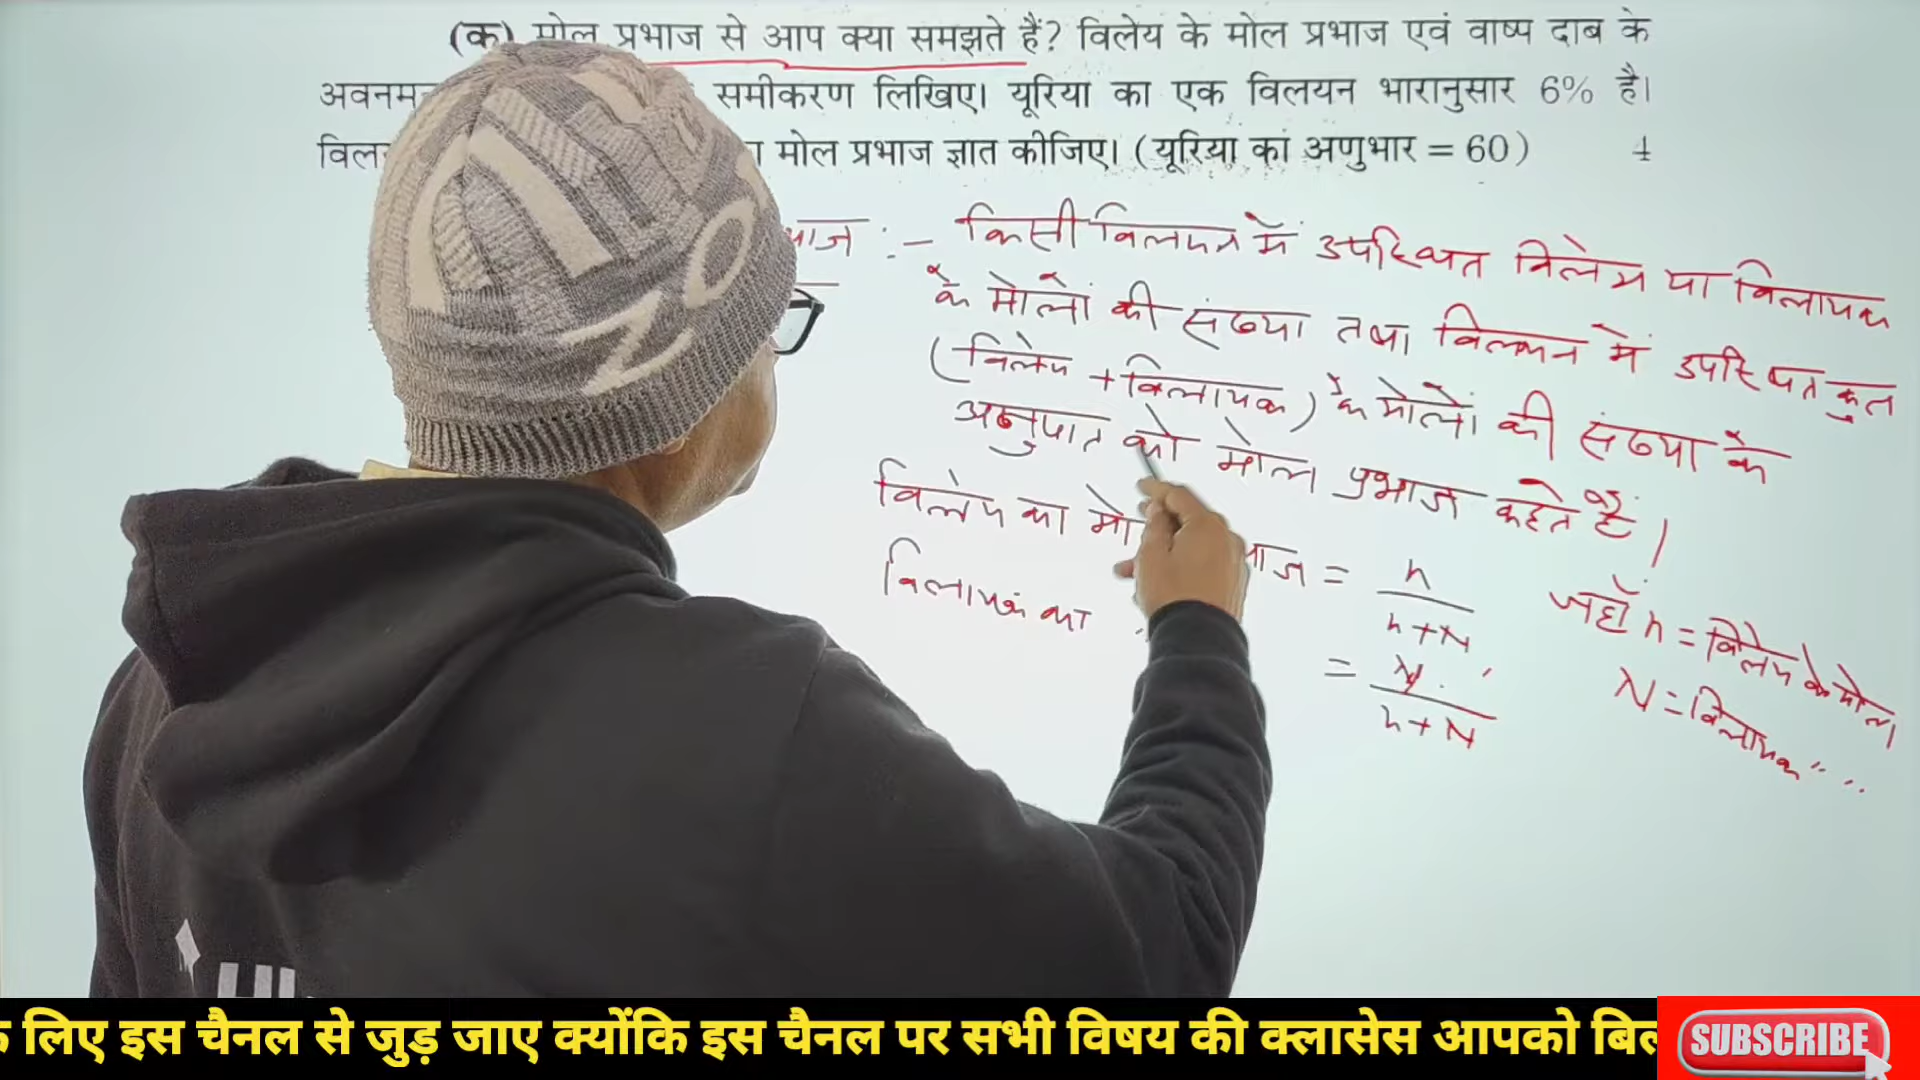 (क) मोल प्रभाज से आप क्या समझते हैं? विलेय के मोल प्रभाज एवं वाष्प दाब के
समीकरण लिखिए। यूरिया का एक विलयन भारानुसार 6% है।
मोल प्रभाज ज्ञात कीजिए। (यूरिया का अणुभार = 60) 4
:– किसी विलयन में उपस्थित विलेय या विलायक
के मोलों की संख्या तथा विलयन में उपस्थित कुल
(विलेय + विलायक) के मोलों की संख्या के
अनुपात को मोल प्रभाज कहते हैं।
विलेय का = n / n+N
जहाँ n = विलेय के मोल
विलायक का = N / n+N
N = विलायक " "
लिए इस चैनल से जुड़ जाए क्योंकि इस चैनल पर सभी विषय की क्लासेस आपको
SUBSCRIBE